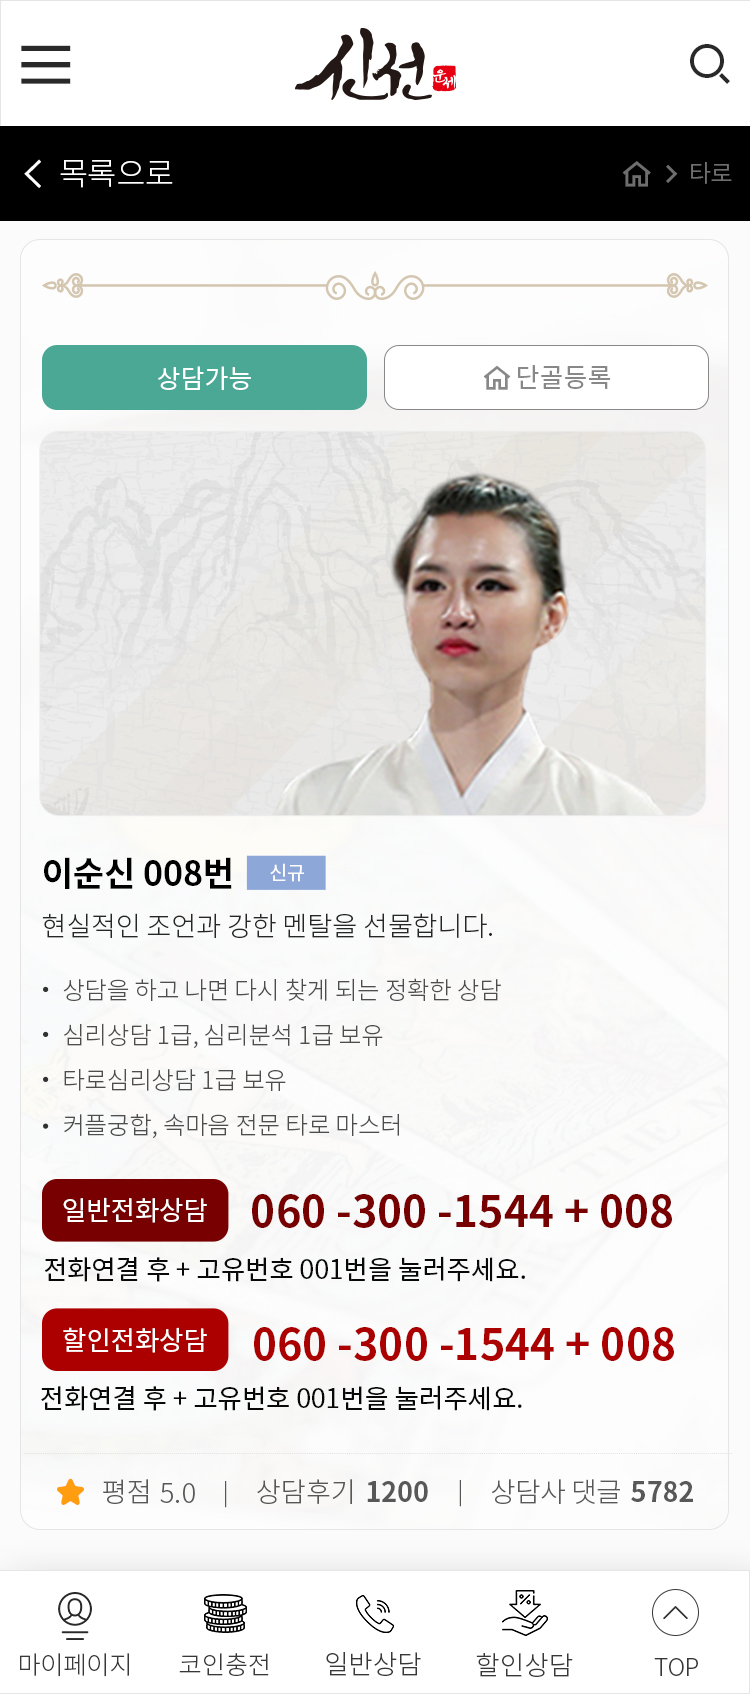 신선 운세
목록으로
타로
상담가능
단골등록
이순신 008번 신규
현실적인 조언과 강한 멘탈을 선물합니다.
• 상담을 하고 나면 다시 찾게 되는 정확한 상담
• 심리상담 1급, 심리분석 1급 보유
• 타로심리상담 1급 보유
• 커플궁합, 속마음 전문 타로 마스터
일반전화상담 060 -300 -1544 + 008
전화연결 후 + 고유번호 001번을 눌러주세요.
할인전화상담 060 -300 -1544 + 008
전화연결 후 + 고유번호 001번을 눌러주세요.
평점 5.0 | 상담후기 1200 | 상담사 댓글 5782
마이페이지 코인충전 일반상담 할인상담 TOP